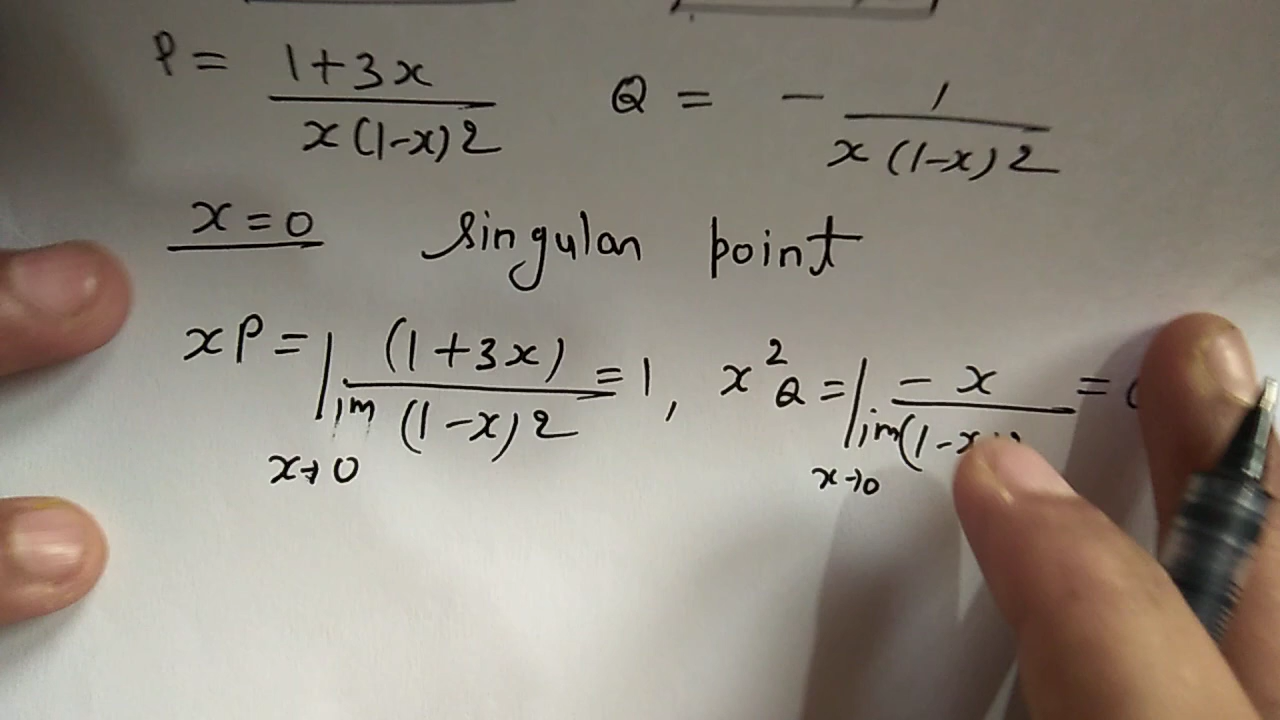 P = (1+3x)/(x(1-x)2) Q = - 1/(x(1-x)2)
x=0 singulan point
xP = lim x→0 (1+3x)/((1-x)2) = 1, x²Q = lim x→0 -x/(1-x) =